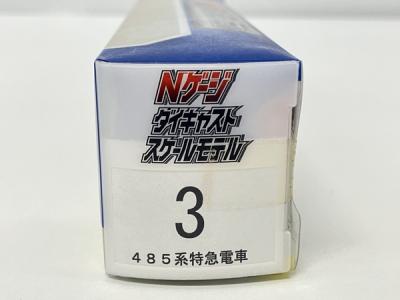 Nゲージ
ダイキャスト
スケールモデル
3
485系特急電車